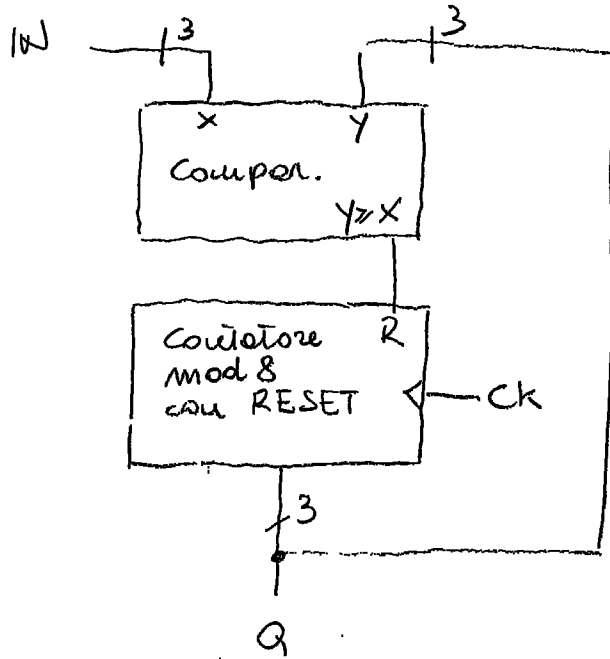 IN
3
3
X
Y
Compar.
Y≥X
R
Contatore
mod 8
con RESET
CK
3
Q